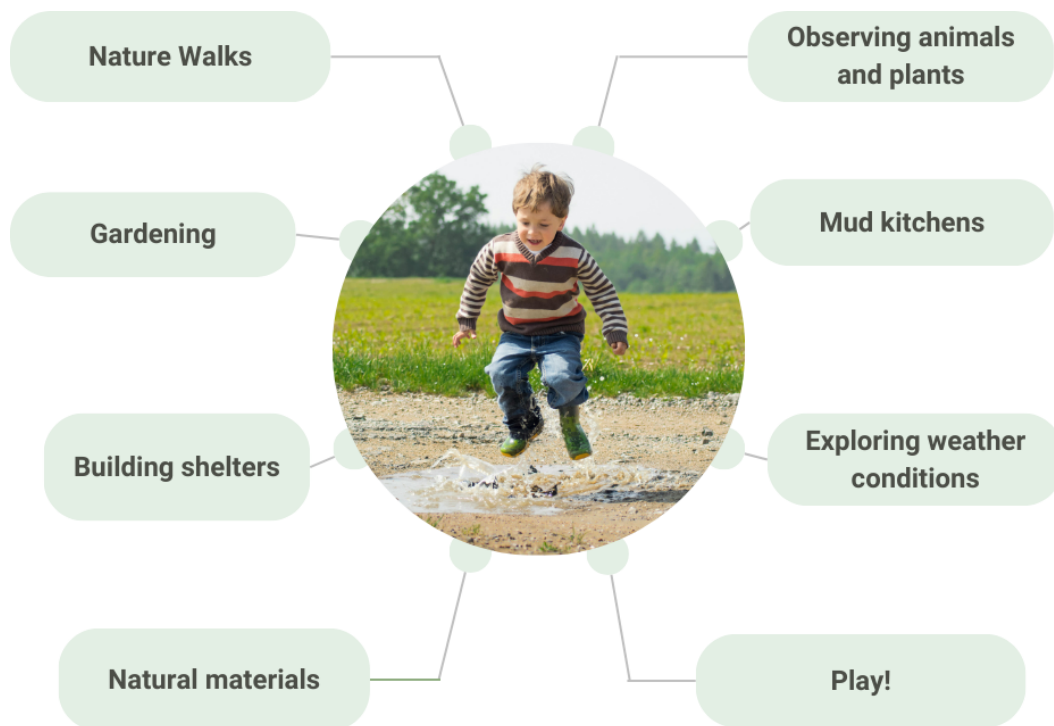 Nature Walks
Observing animals
and plants
Gardening
Mud kitchens
Building shelters
Exploring weather
conditions
Natural materials
Play!